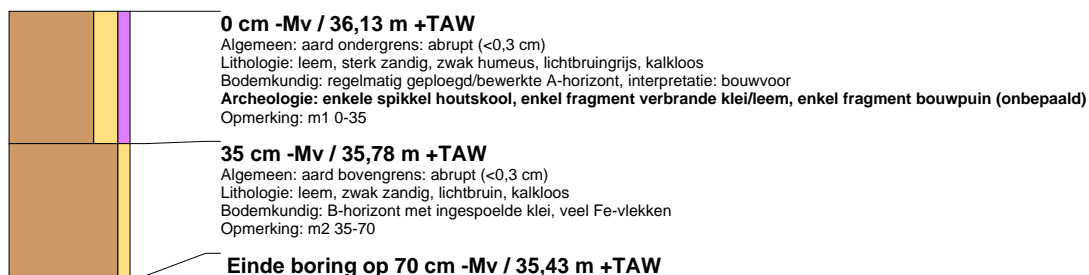 0 cm -Mv / 36,13 m +TAW
Algemeen: aard ondergrens: abrupt (<0,3 cm)
Lithologie: leem, sterk zandig, zwak humeus, lichtbruingrijs, kalkloos
Bodemkundig: regelmatig geploegd/bewerkte A-horizont, interpretatie: bouwvoor
Archeologie: enkele spikkel houtskool, enkel fragment verbrande klei/leem, enkel fragment bouwpuin (onbepaald)
Opmerking: m1 0-35
35 cm -Mv / 35,78 m +TAW
Algemeen: aard bovengrens: abrupt (<0,3 cm)
Lithologie: leem, zwak zandig, lichtbruin, kalkloos
Bodemkundig: B-horizont met ingespoelde klei, veel Fe-vlekken
Opmerking: m2 35-70
Einde boring op 70 cm -Mv / 35,43 m +TAW